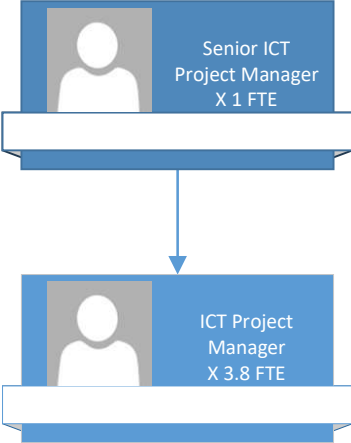 Senior ICT
Project Manager
X 1 FTE
ICT Project
Manager
X 3.8 FTE